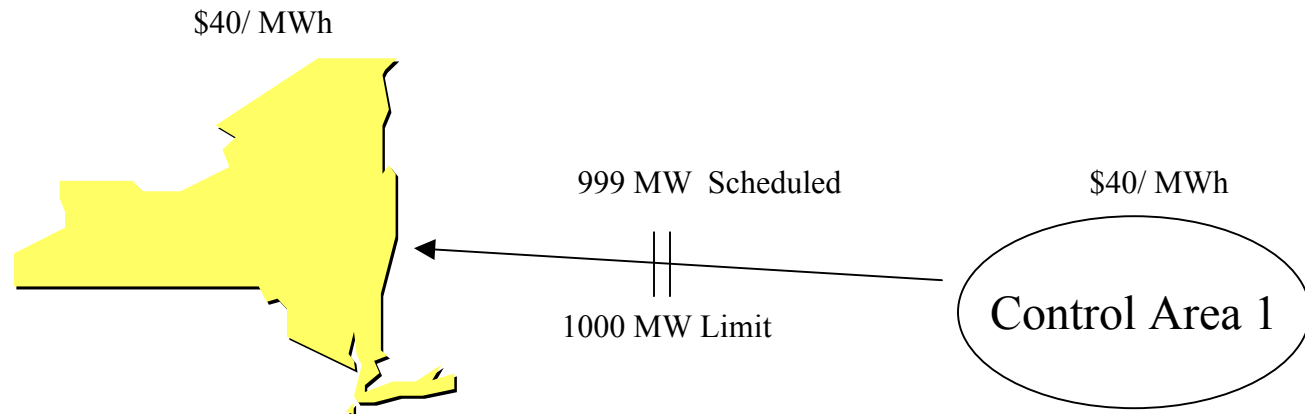 $40/ MWh
999 MW Scheduled
$40/ MWh
1000 MW Limit
Control Area 1